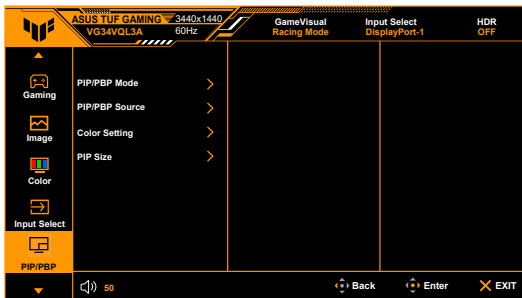 ASUS TUF GAMING
VG34VQL3A
3440x1440
60Hz
GameVisual
Racing Mode
Input Select
DisplayPort-1
HDR
OFF
Gaming
Image
Color
Input Select
PIP/PBP
PIP/PBP Mode
PIP/PBP Source
Color Setting
PIP Size
50
Back
Enter
EXIT